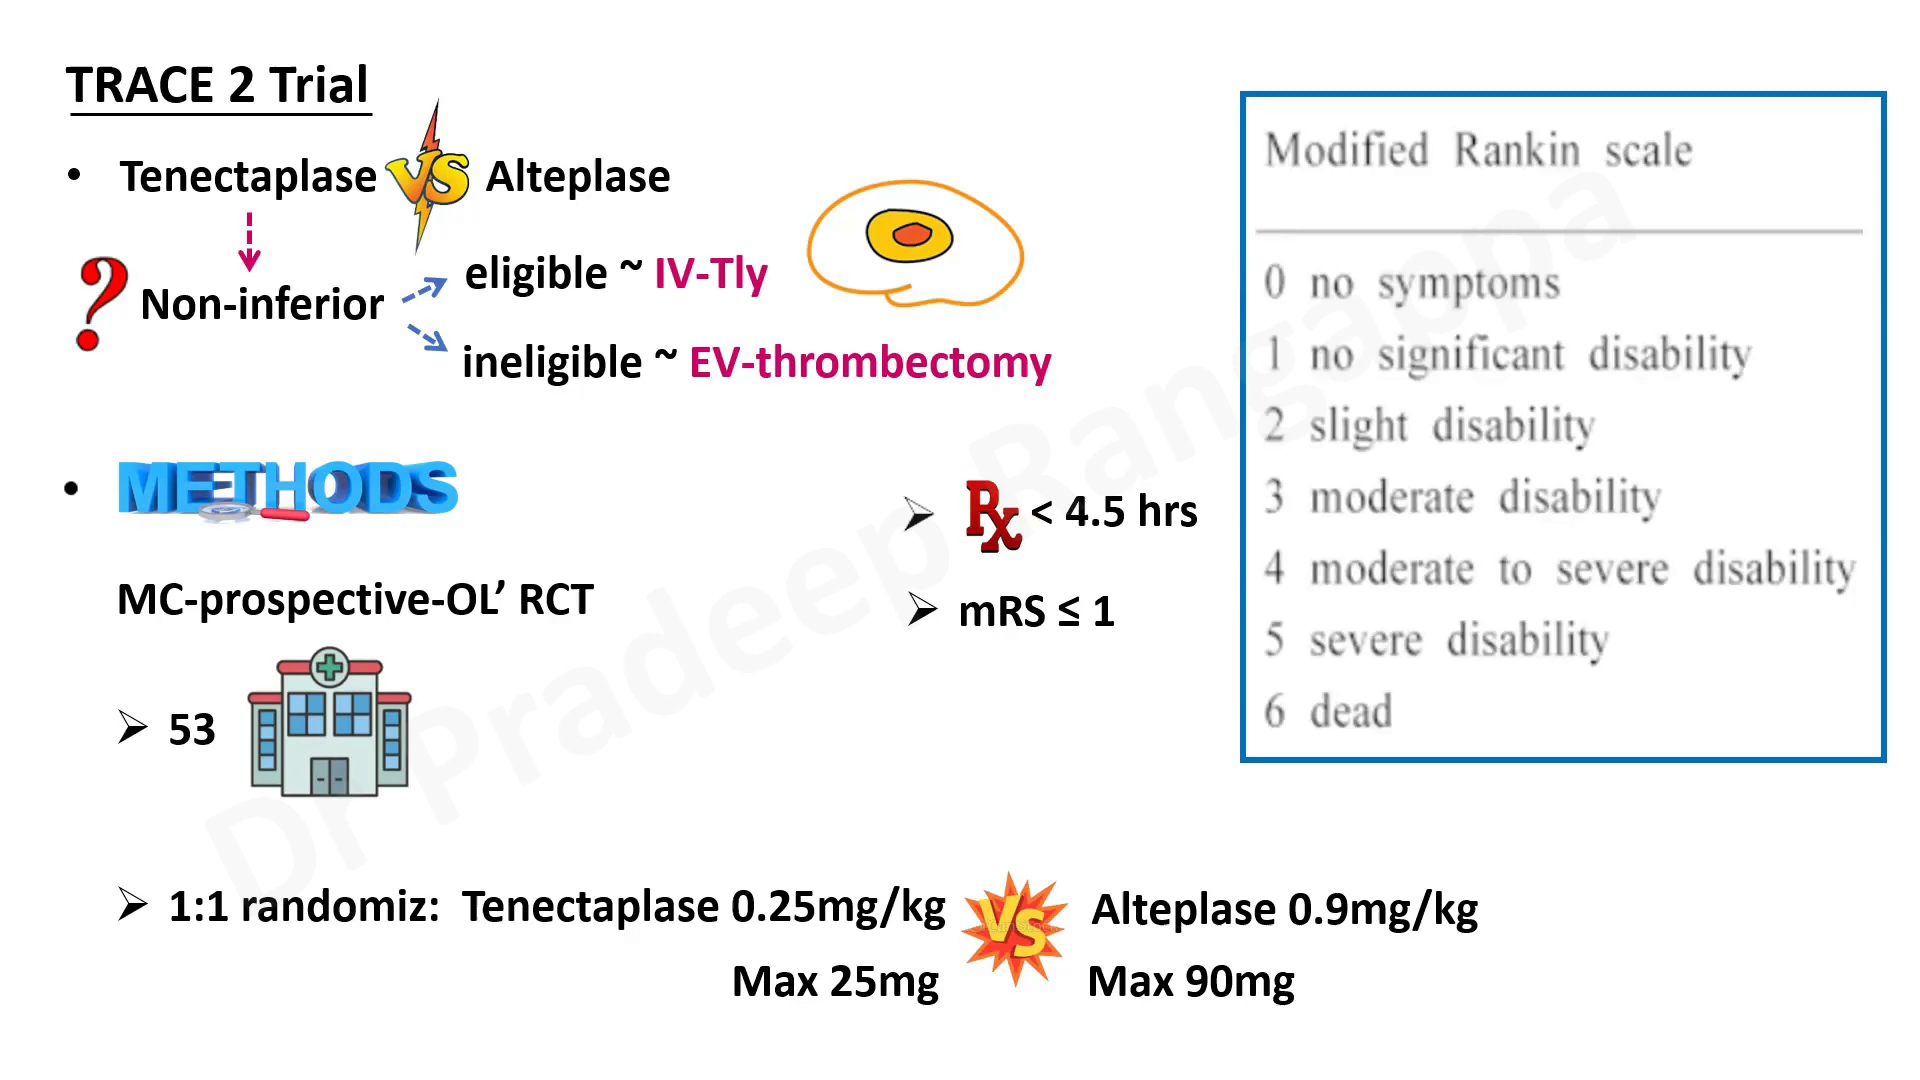 TRACE 2 Trial
• Tenectaplase VS Alteplase
eligible ~ IV-Tly
? Non-inferior
ineligible ~ EV-thrombectomy
• METHODS
MC-prospective-OL’ RCT
➢ 53
➢ Rx < 4.5 hrs
➢ mRS ≤ 1
➢ 1:1 randomiz: Tenectaplase 0.25mg/kg VS Alteplase 0.9mg/kg
Max 25mg Max 90mg
Modified Rankin scale
0 no symptoms
1 no significant disability
2 slight disability
3 moderate disability
4 moderate to severe disability
5 severe disability
6 dead
Dr Pradeep Rangappa